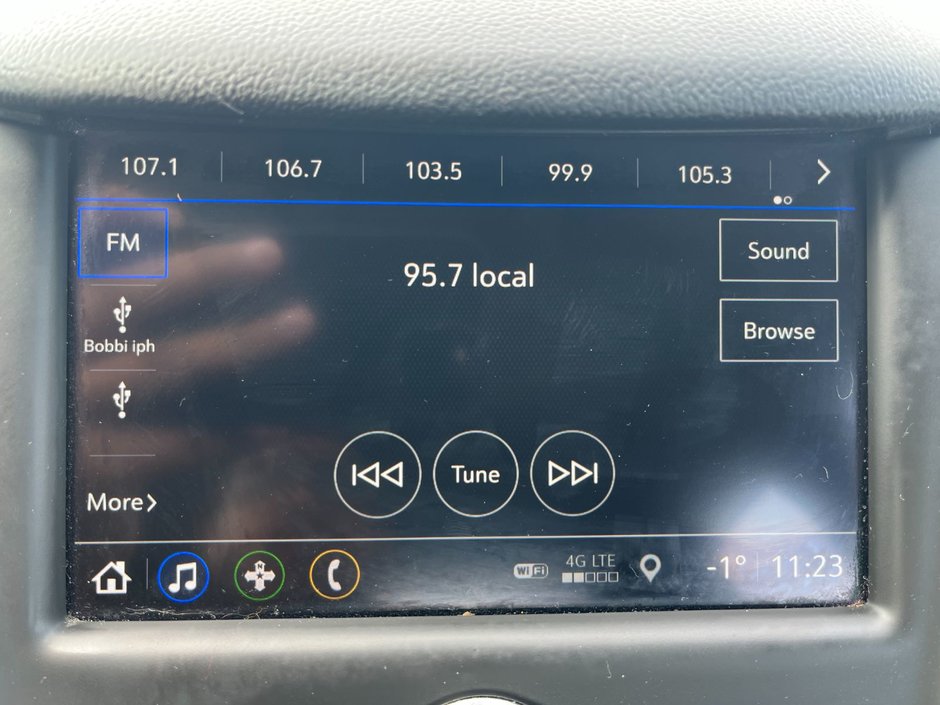 107.1 106.7 103.5 99.9 105.3
FM
95.7 local
Sound
Bobbi iph
Browse
Tune
More
N
WiFi 4G LTE -1° 11:23